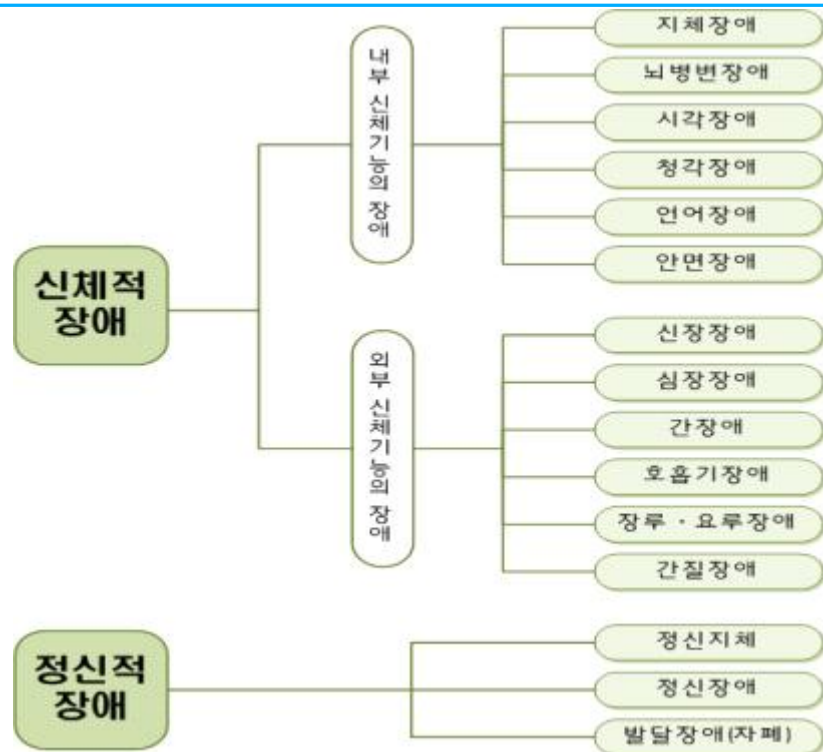 신체적
장애
내부 신체기능의 장애
지체장애
뇌병변장애
시각장애
청각장애
언어장애
안면장애
외부 신체기능의 장애
신장장애
심장장애
간장애
호흡기장애
장루 · 요루장애
간질장애
정신적
장애
정신지체
정신장애
발달장애(자폐)